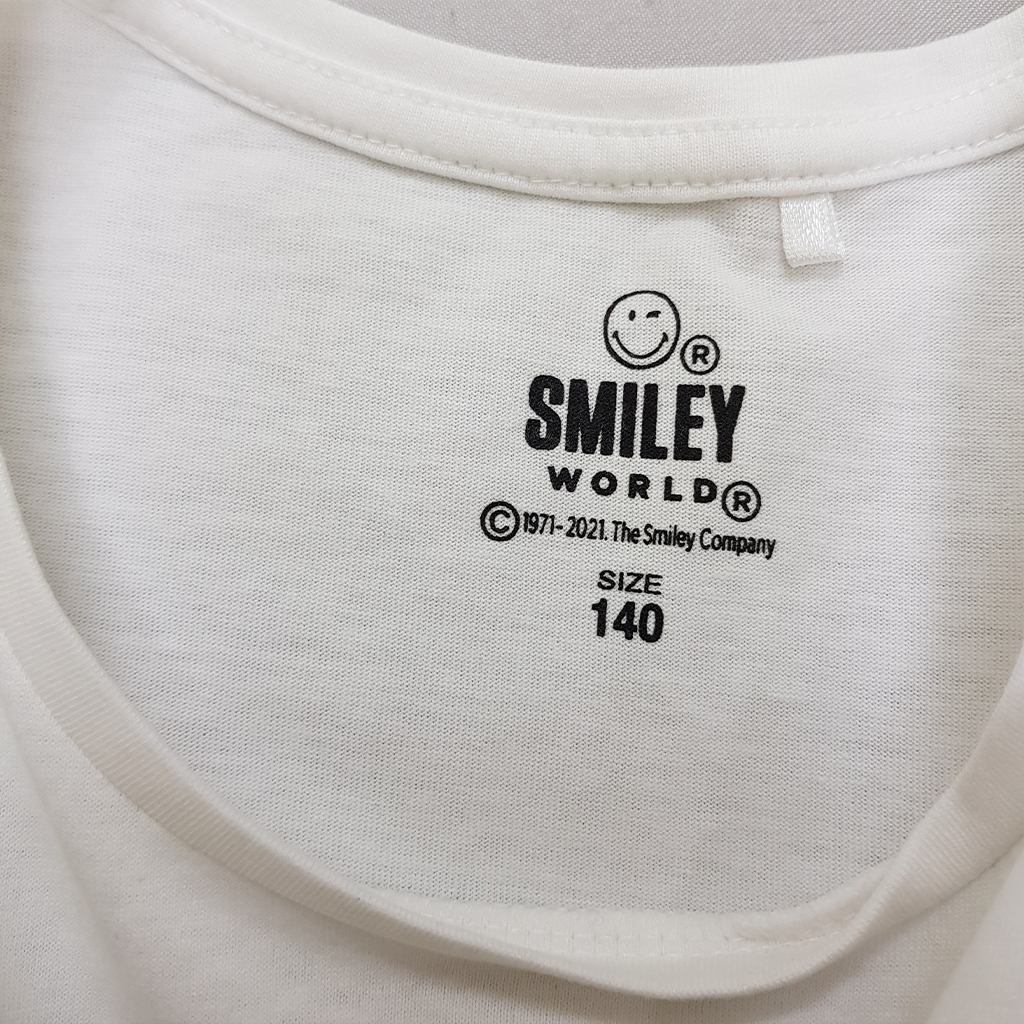 ®
SMILEY
WORLD®
©1971-2021. The Smiley Company
SIZE
140